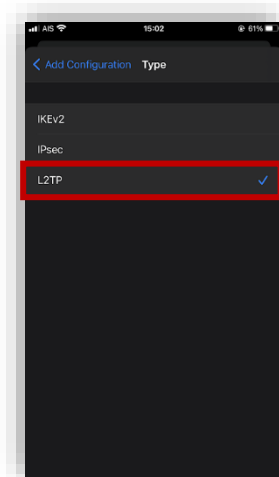 AIS 15:02 61%
Add Configuration Type
IKEv2
IPsec
L2TP